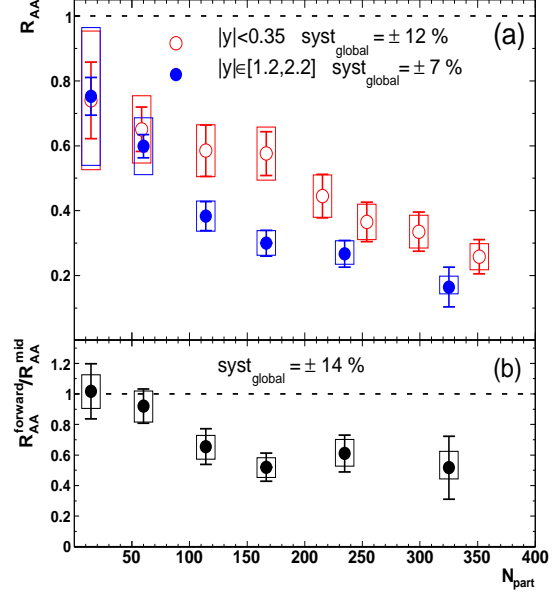 R_AA
1
0.8
0.6
0.4
0.2
|y|<0.35 syst_global = ± 12 %
|y|∈[1.2,2.2] syst_global = ± 7 %
(a)
R_AA^forward/R_AA^mid
1.2
1
0.8
0.6
0.4
0.2
0
syst_global = ± 14 %
(b)
0 50 100 150 200 250 300 350 400
N_part